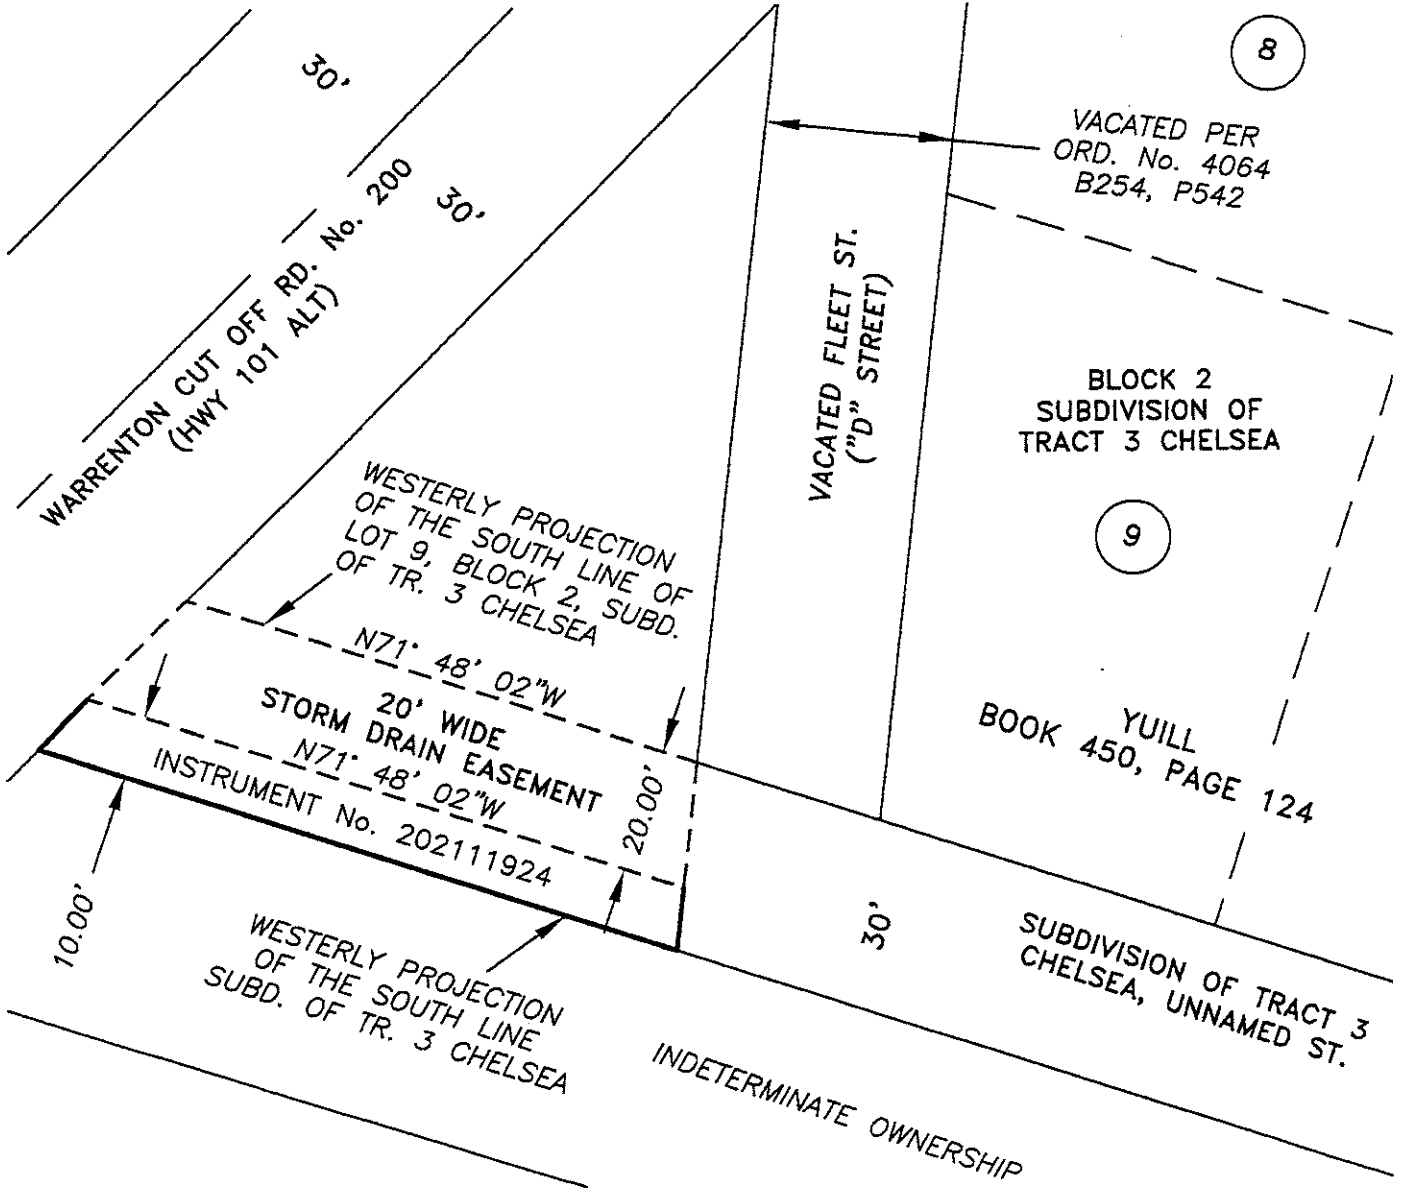 30'
8
VACATED PER
ORD. No. 4064
B254, P542
30'
WARRENTON CUT OFF RD. No. 200
(HWY 101 ALT)
VACATED FLEET ST.
("D" STREET)
BLOCK 2
SUBDIVISION OF
TRACT 3 CHELSEA
9
WESTERLY PROJECTION
OF THE SOUTH LINE OF
LOT 9, BLOCK 2, SUBD.
OF TR. 3 CHELSEA
N71° 48' 02"W
20' WIDE
STORM DRAIN EASEMENT
N71° 48' 02"W
INSTRUMENT No. 202111924
20.00'
10.00'
YUILL
BOOK 450, PAGE 124
30'
SUBDIVISION OF TRACT 3
CHELSEA, UNNAMED ST.
WESTERLY PROJECTION
OF THE SOUTH LINE
SUBD. OF TR. 3 CHELSEA
INDETERMINATE OWNERSHIP